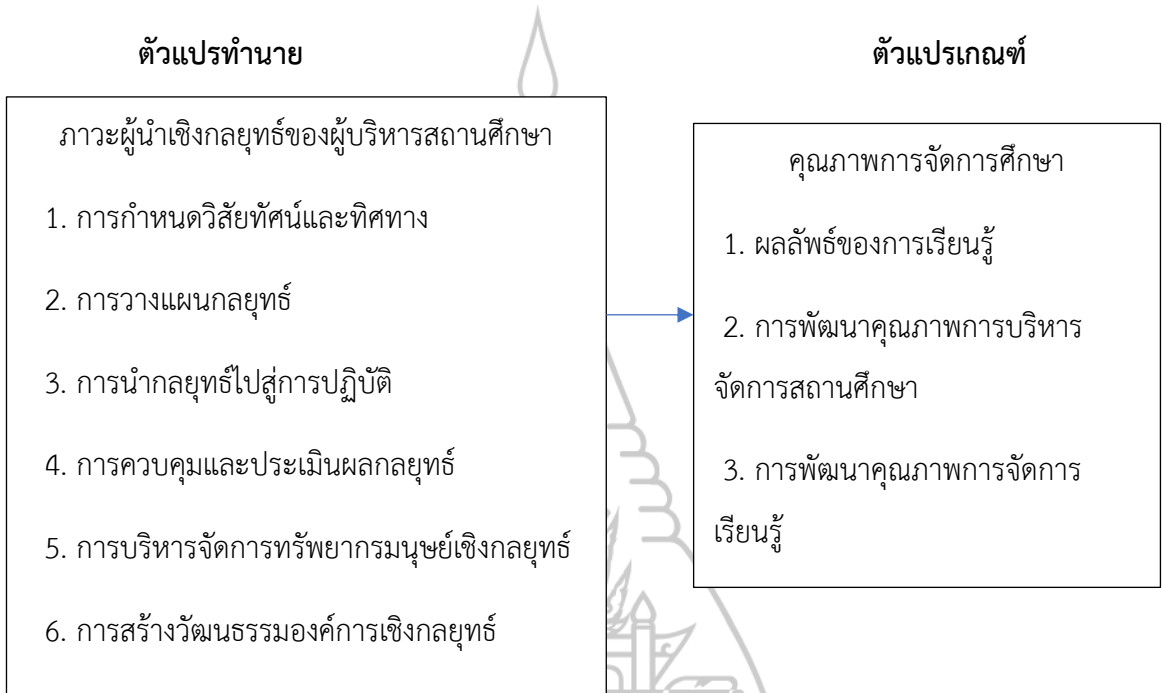 ตัวแปรทำนาย
ตัวแปรเกณฑ์
ภาวะผู้นำเชิงกลยุทธ์ของผู้บริหารสถานศึกษา
1. การกำหนดวิสัยทัศน์และทิศทาง
2. การวางแผนกลยุทธ์
3. การนำกลยุทธ์ไปสู่การปฏิบัติ
4. การควบคุมและประเมินผลกลยุทธ์
5. การบริหารจัดการทรัพยากรมนุษย์เชิงกลยุทธ์
6. การสร้างวัฒนธรรมองค์การเชิงกลยุทธ์
คุณภาพการจัดการศึกษา
1. ผลลัพธ์ของการเรียนรู้
2. การพัฒนาคุณภาพการบริหาร
จัดการสถานศึกษา
3. การพัฒนาคุณภาพการจัดการ
เรียนรู้